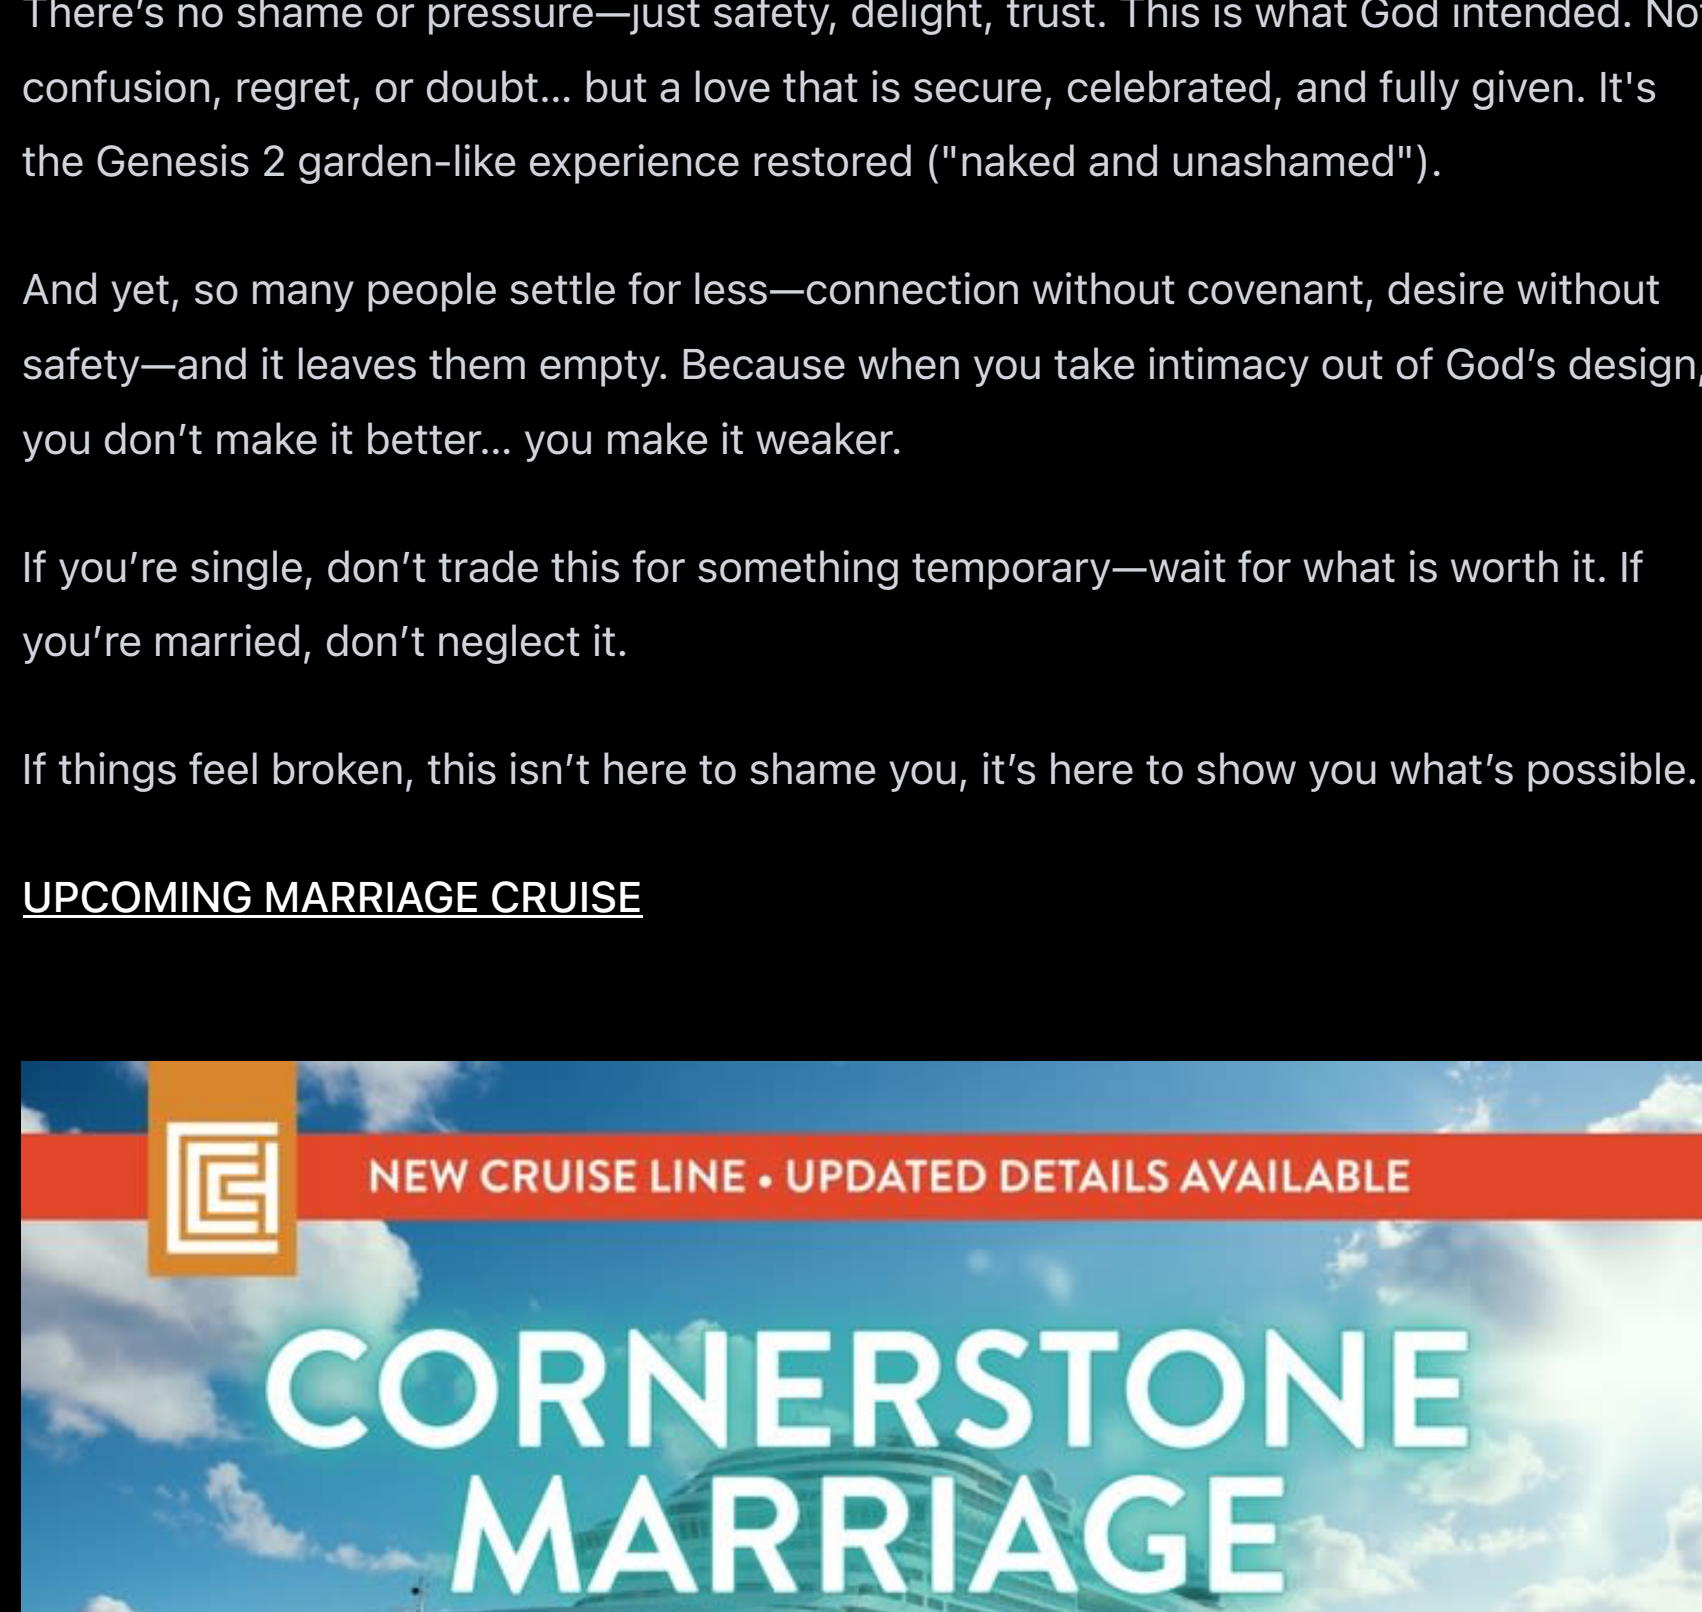 There’s no shame or pressure—just safety, delight, trust. This is what God intended. Not
confusion, regret, or doubt... but a love that is secure, celebrated, and fully given. It's
the Genesis 2 garden-like experience restored ("naked and unashamed").
And yet, so many people settle for less—connection without covenant, desire without
safety—and it leaves them empty. Because when you take intimacy out of God’s design,
you don’t make it better... you make it weaker.
If you’re single, don’t trade this for something temporary—wait for what is worth it. If
you’re married, don’t neglect it.
If things feel broken, this isn’t here to shame you, it’s here to show you what’s possible.
UPCOMING MARRIAGE CRUISE
NEW CRUISE LINE • UPDATED DETAILS AVAILABLE
CORNERSTONE
MARRIAGE